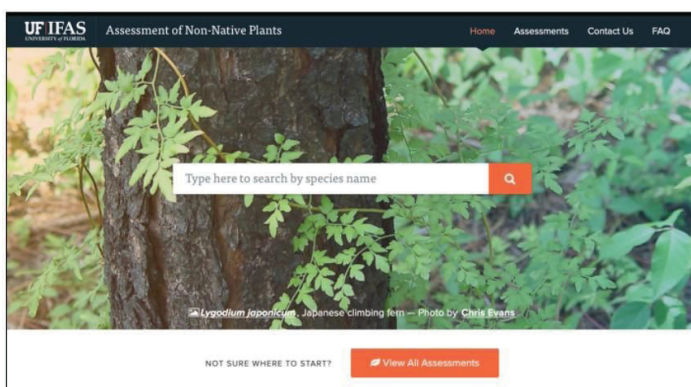 UF IFAS
UNIVERSITY of FLORIDA
Assessment of Non-Native Plants
Home Assessments Contact Us FAQ
Type here to search by species name
Lygodium japonicum, Japanese climbing fern — Photo by Chris Evans
NOT SURE WHERE TO START? View All Assessments